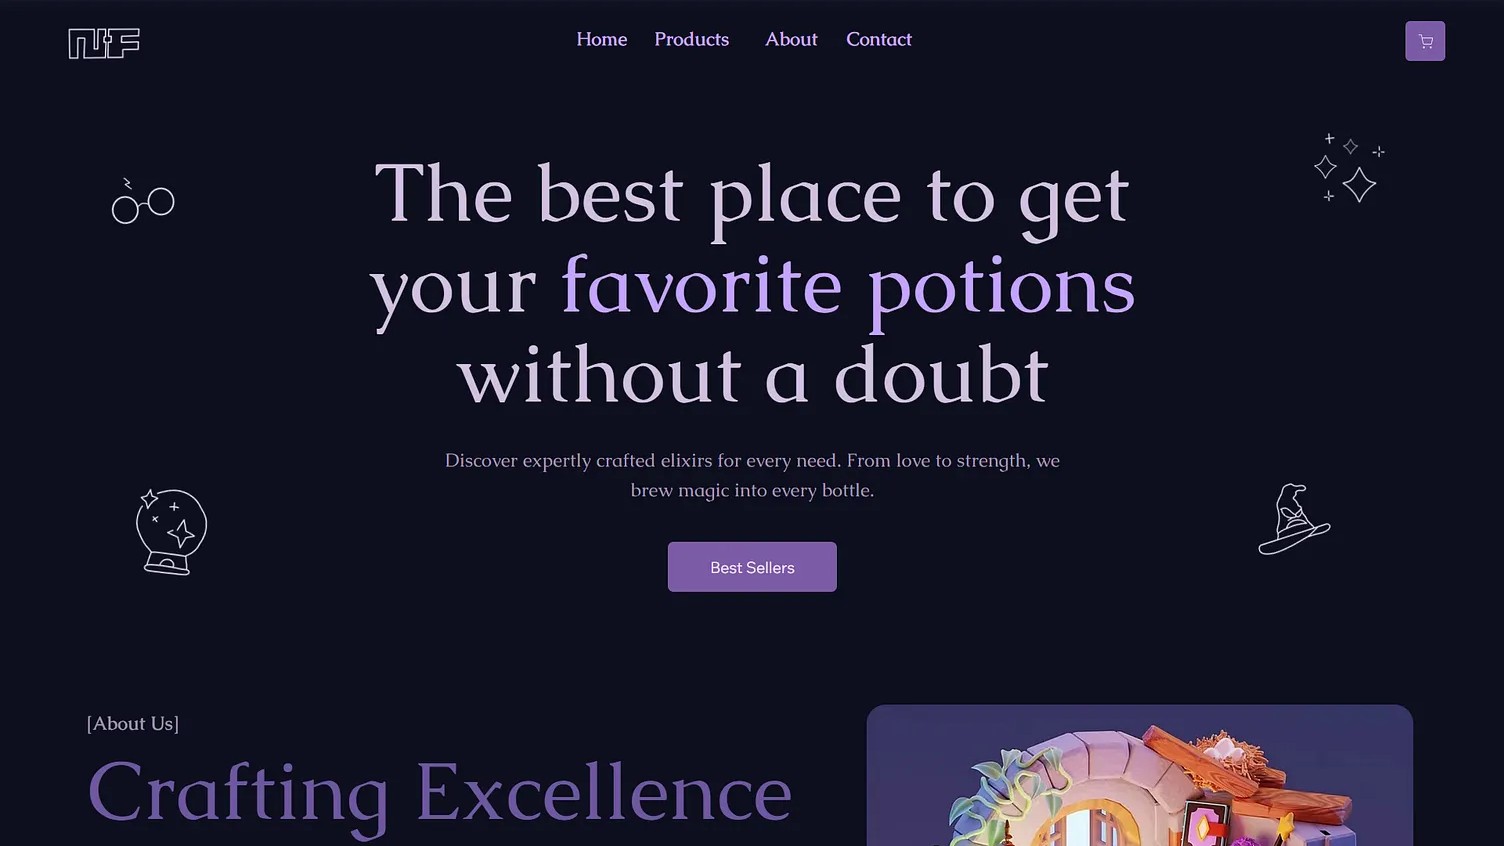 NF
Home Products About Contact
The best place to get
your favorite potions
without a doubt
Discover expertly crafted elixirs for every need. From love to strength, we
brew magic into every bottle.
Best Sellers
[About Us]
Crafting Excellence